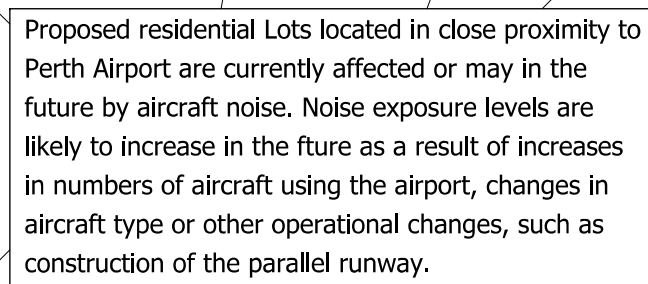 Proposed residential Lots located in close proximity to
Perth Airport are currently affected or may in the
future by aircraft noise. Noise exposure levels are
likely to increase in the fture as a result of increases
in numbers of aircraft using the airport, changes in
aircraft type or other operational changes, such as
construction of the parallel runway.